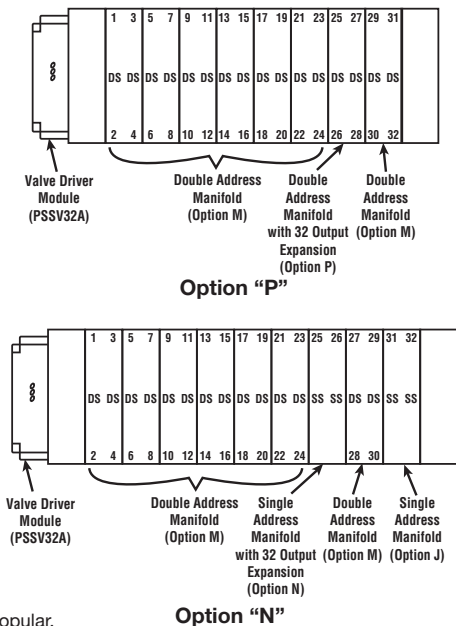 1 3 5 7 9 11 13 15 17 19 21 23 25 27 29 31
DS DS DS DS DS DS DS DS DS DS DS DS DS DS DS DS
2 4 6 8 10 12 14 16 18 20 22 24 26 28 30 32
Valve Driver
Module
(PSSV32A)
Double Address
Manifold
(Option M)
Double
Address
Manifold
with 32 Output
Expansion
(Option P)
Double
Address
Manifold
(Option M)
Option "P"
1 3 5 7 9 11 13 15 17 19 21 23 25 26 27 29 31 32
DS DS DS DS DS DS DS DS DS DS DS DS SS SS DS DS SS SS
2 4 6 8 10 12 14 16 18 20 22 24 28 30
Valve Driver
Module
(PSSV32A)
Double Address
Manifold
(Option M)
Single
Address
Manifold
with 32 Output
Expansion
(Option N)
Double
Address
Manifold
(Option M)
Single
Address
Manifold
(Option J)
opular.
Option "N"